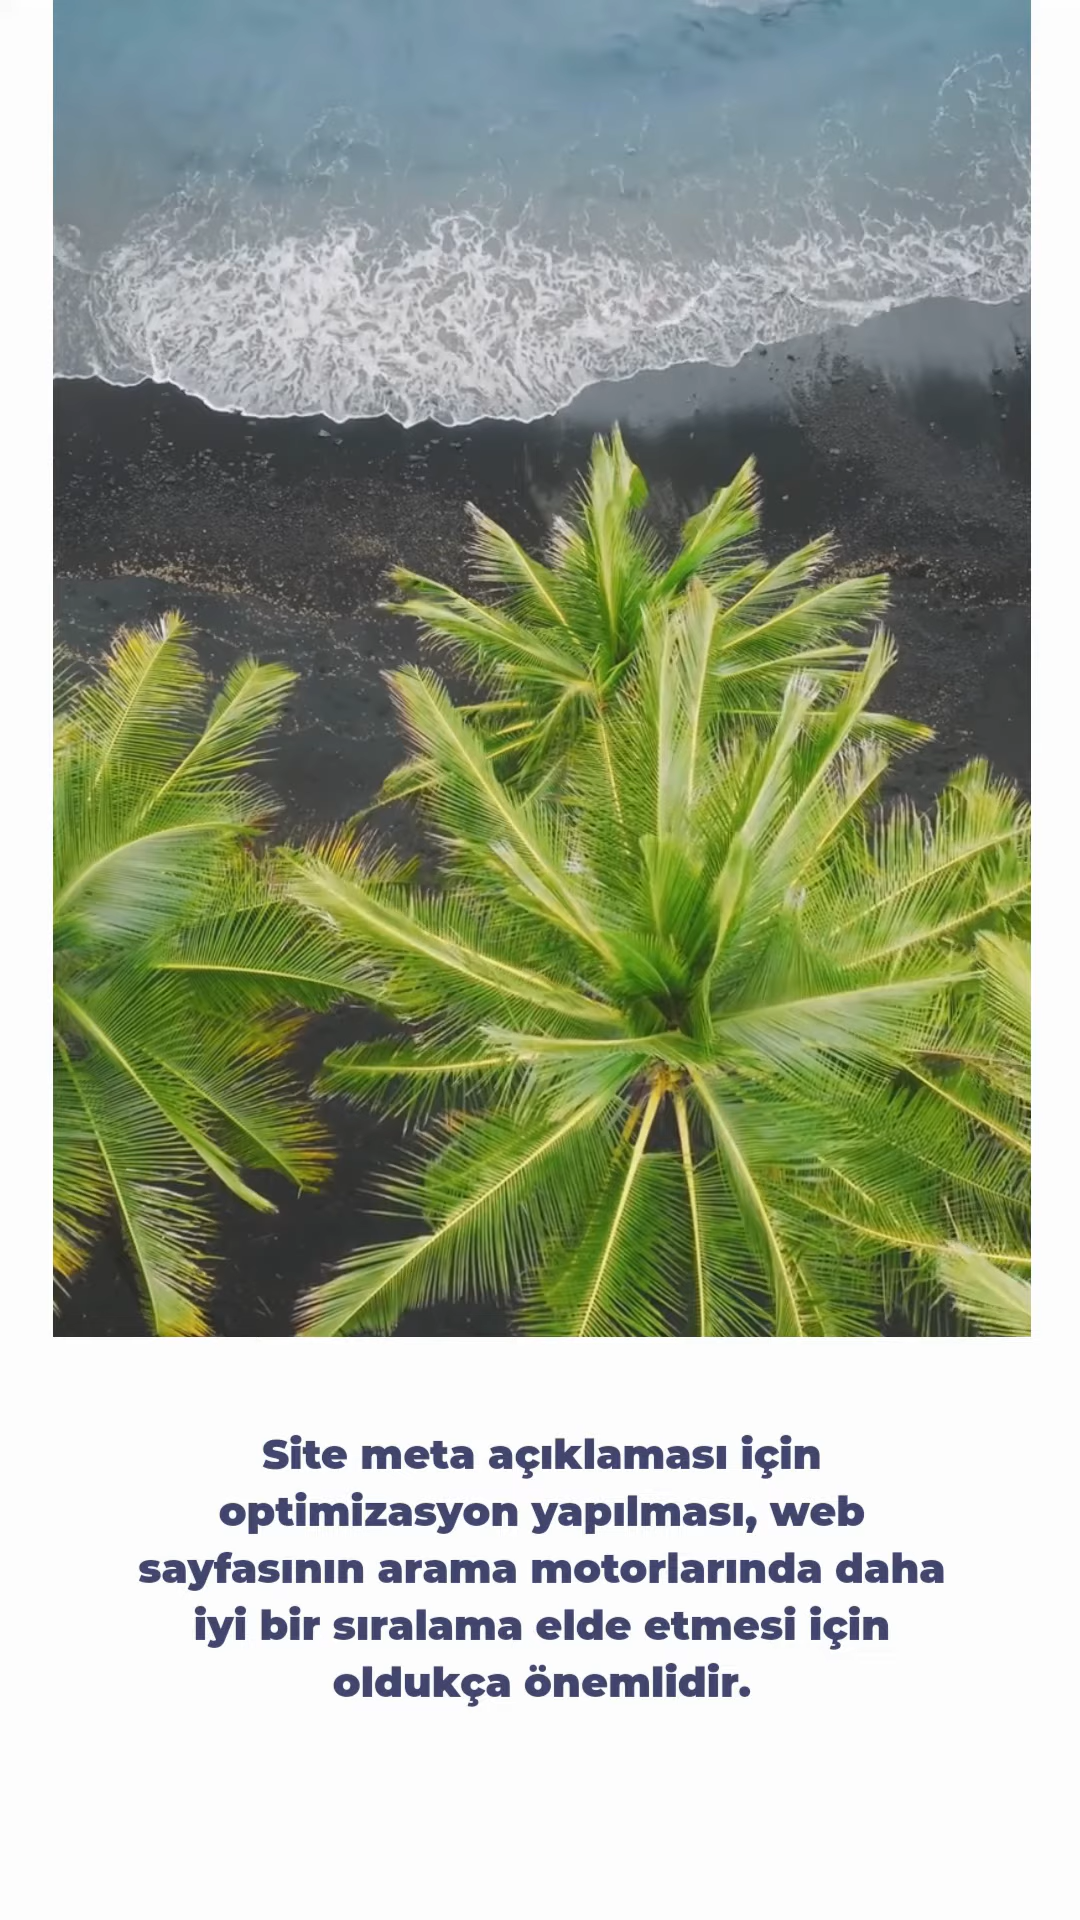 Site meta açıklaması için
optimizasyon yapılması, web
sayfasının arama motorlarında daha
iyi bir sıralama elde etmesi için
oldukça önemlidir.